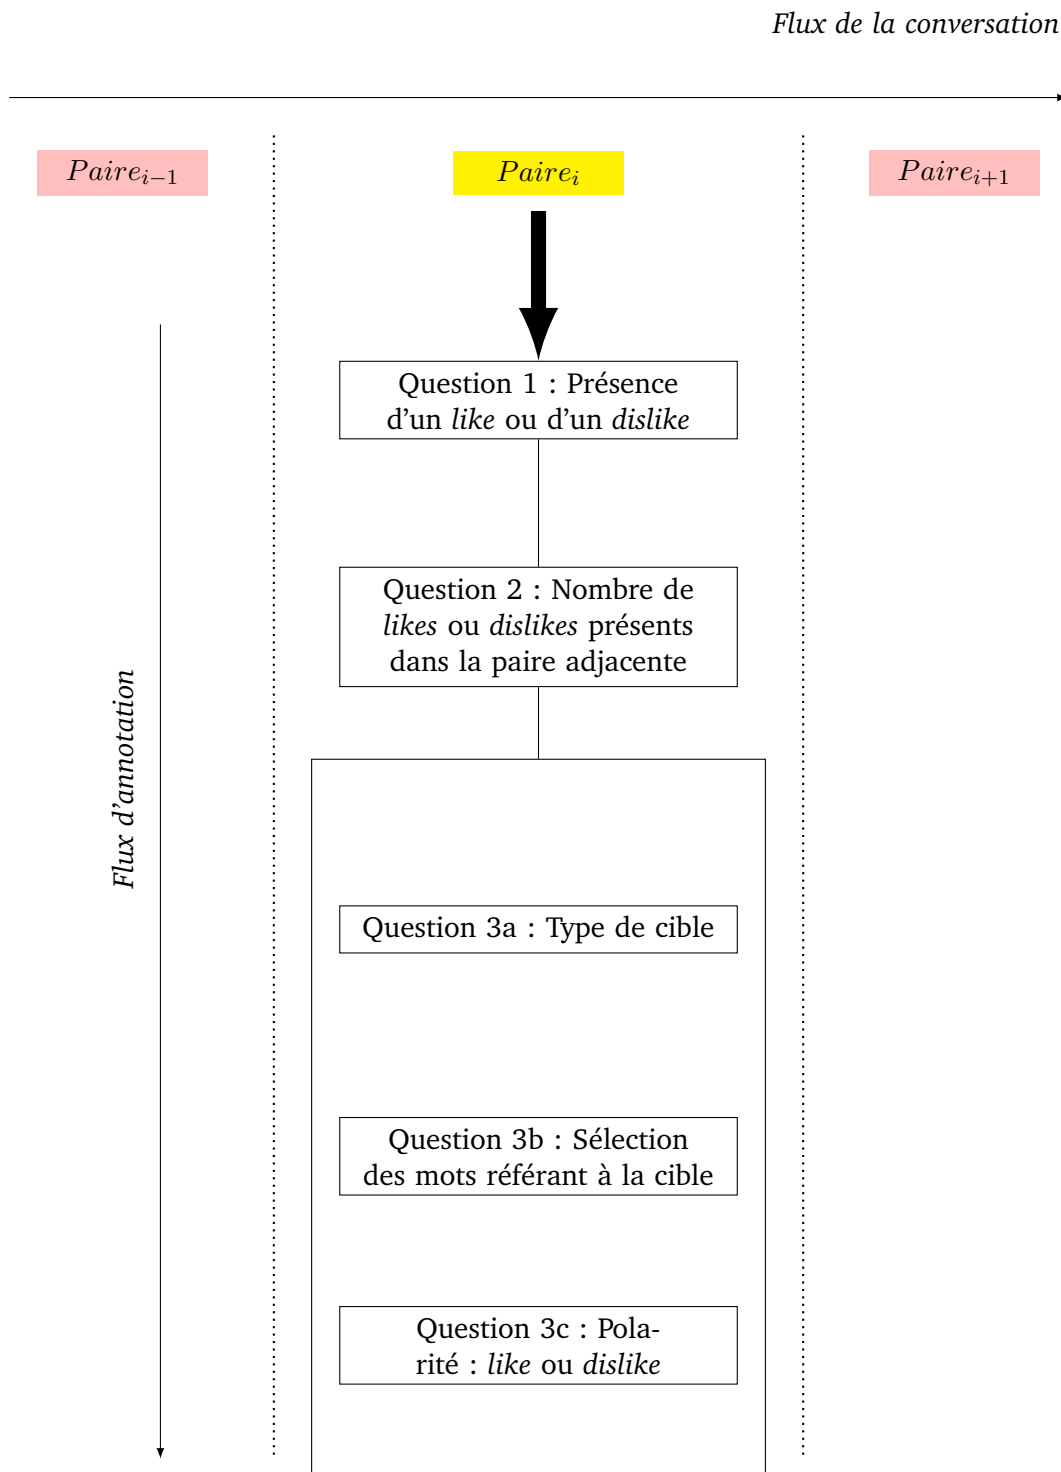 Flux de la conversation
Paire_{i−1}
Paire_i
Paire_{i+1}
Question 1 : Présence
d'un like ou d'un dislike
Question 2 : Nombre de
likes ou dislikes présents
dans la paire adjacente
Flux d'annotation
Question 3a : Type de cible
Question 3b : Sélection
des mots référant à la cible
Question 3c : Pola-
rité : like ou dislike